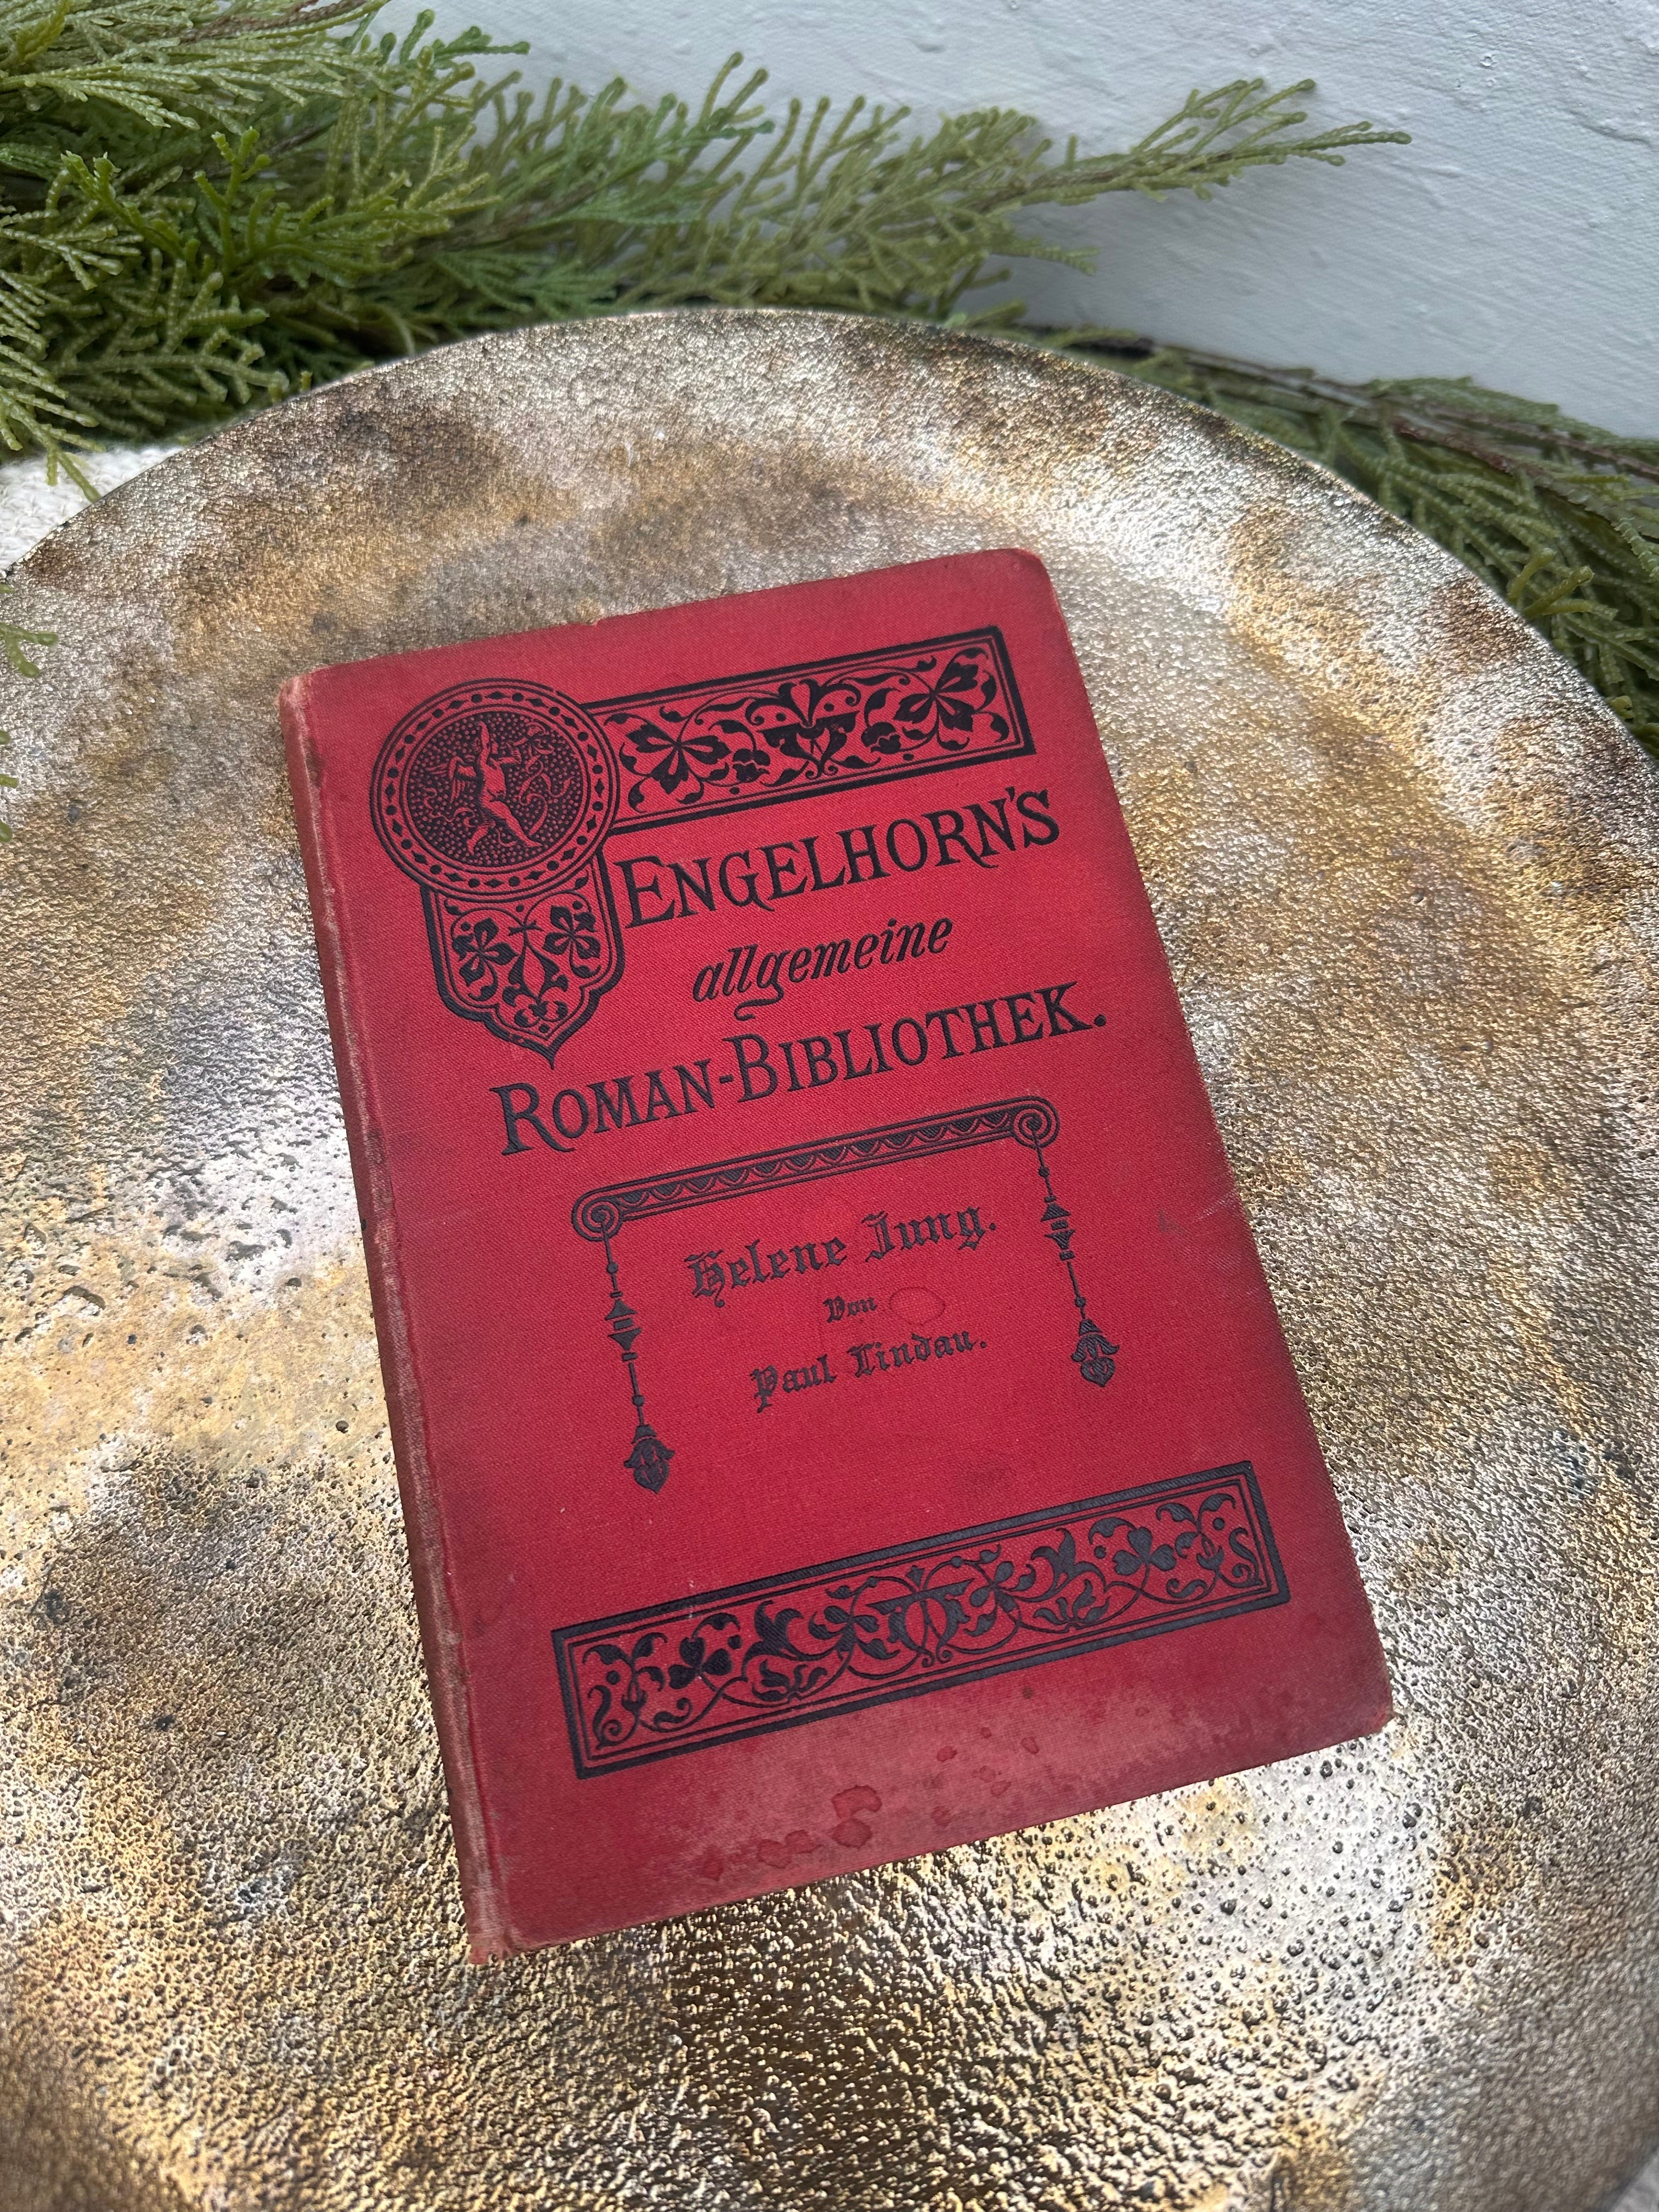 ENGELHORN'S
allgemeine
ROMAN-BIBLIOTHEK.
Helene Jung.
Von
Paul Lindau.